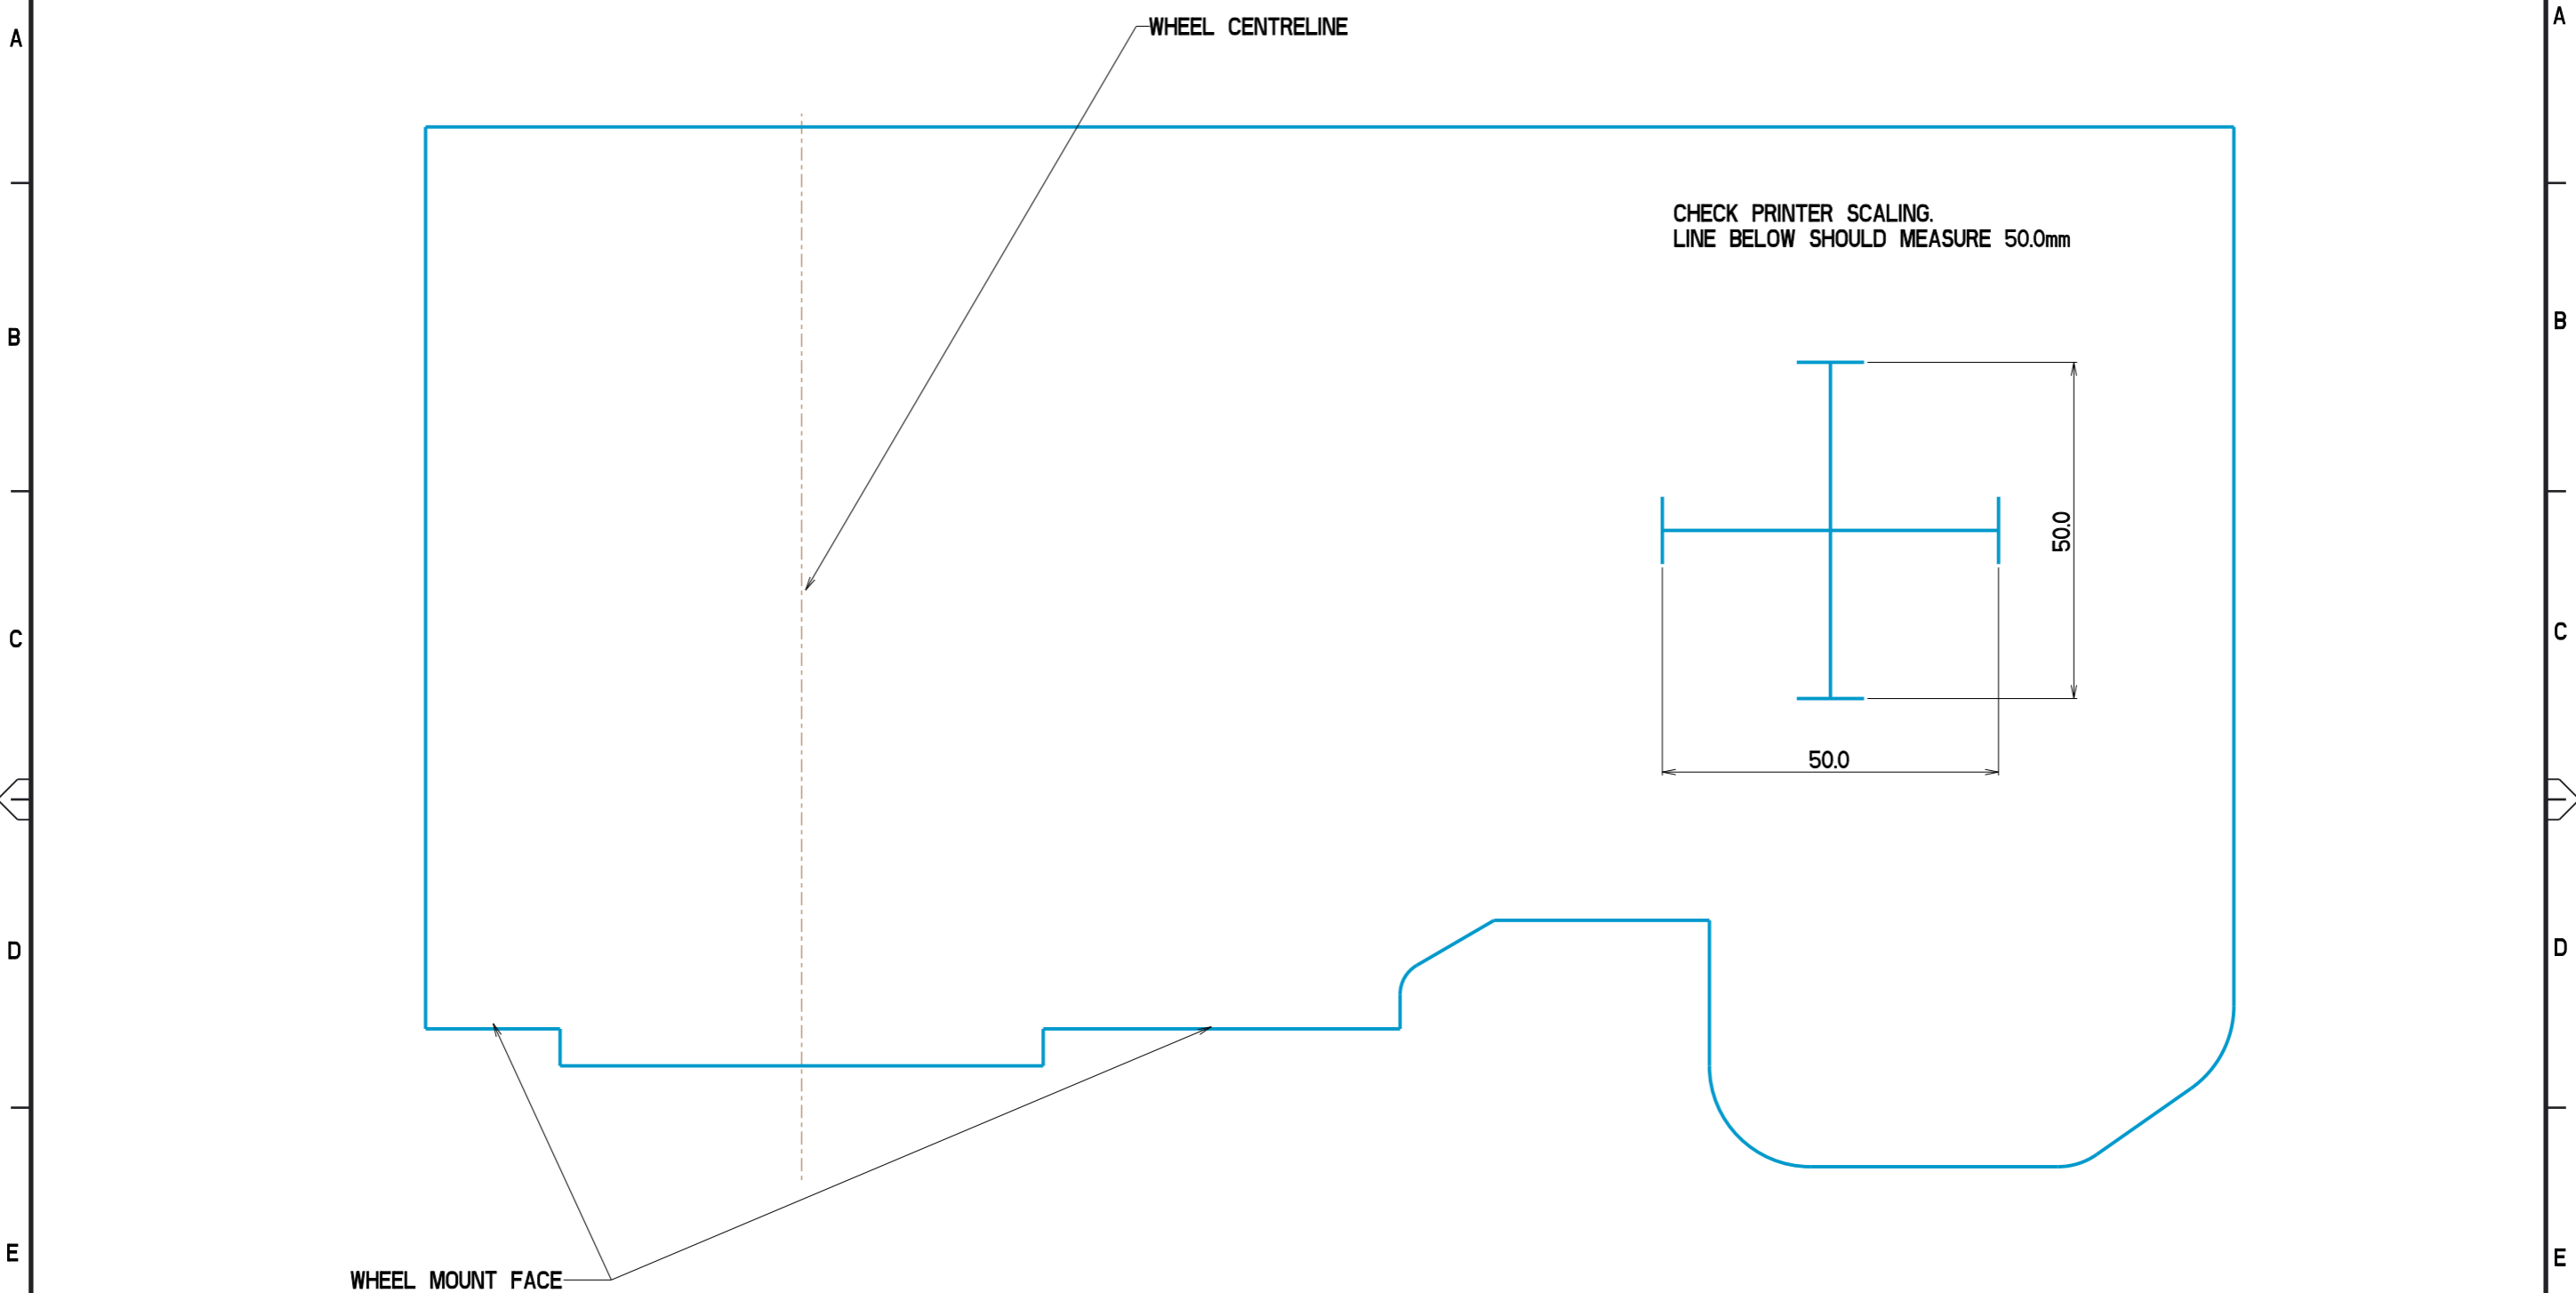 A
A
WHEEL CENTRELINE
CHECK PRINTER SCALING.
LINE BELOW SHOULD MEASURE 50.0mm
B
B
50.0
C
C
50.0
D
D
E
E
WHEEL MOUNT FACE